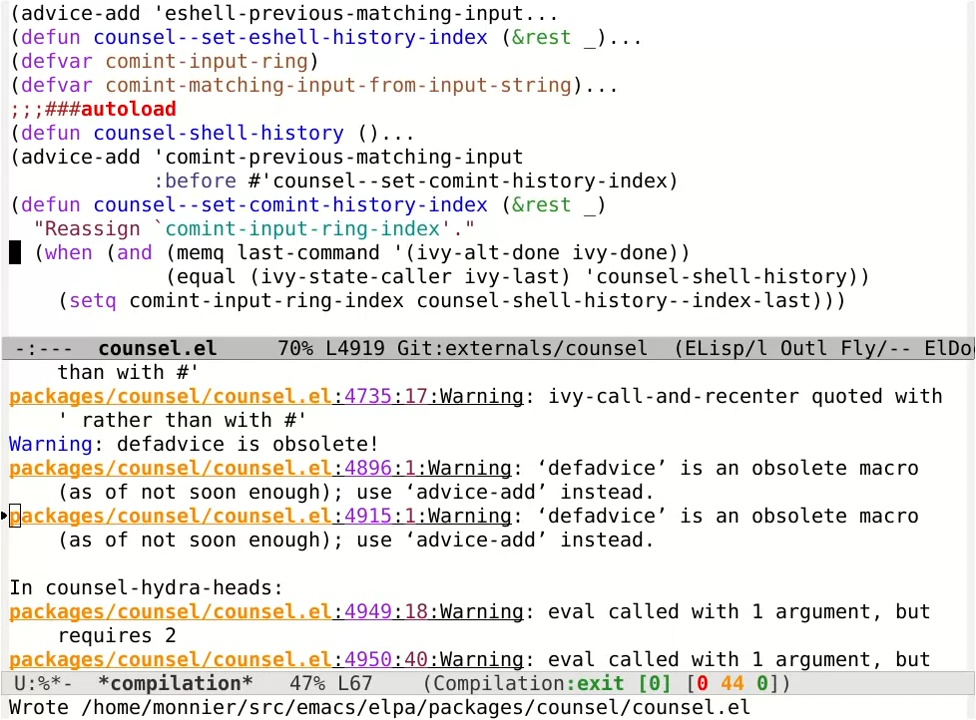 (advice-add 'eshell-previous-matching-input...
(defun counsel--set-eshell-history-index (&rest _)...
(defvar comint-input-ring)
(defvar comint-matching-input-from-input-string)...
;;;###autoload
(defun counsel-shell-history ()...
(advice-add 'comint-previous-matching-input
            :before #'counsel--set-comint-history-index)
(defun counsel--set-comint-history-index (&rest _)
  "Reassign `comint-input-ring-index'."
  (when (and (memq last-command '(ivy-alt-done ivy-done))
             (equal (ivy-state-caller ivy-last) 'counsel-shell-history))
    (setq comint-input-ring-index counsel-shell-history--index-last)))
-:---  counsel.el     70% L4919 Git:externals/counsel  (ELisp/l Outl Fly/-- ElDo
    than with #'
packages/counsel/counsel.el:4735:17:Warning: ivy-call-and-recenter quoted with
    ' rather than with #'
Warning: defadvice is obsolete!
packages/counsel/counsel.el:4896:1:Warning: ‘defadvice’ is an obsolete macro
    (as of not soon enough); use ‘advice-add’ instead.
packages/counsel/counsel.el:4915:1:Warning: ‘defadvice’ is an obsolete macro
    (as of not soon enough); use ‘advice-add’ instead.
In counsel-hydra-heads:
packages/counsel/counsel.el:4949:18:Warning: eval called with 1 argument, but
    requires 2
packages/counsel/counsel.el:4950:40:Warning: eval called with 1 argument, but
U:%*-  *compilation*   47% L67    (Compilation:exit [0] [0 44 0])
Wrote /home/monnier/src/emacs/elpa/packages/counsel/counsel.el